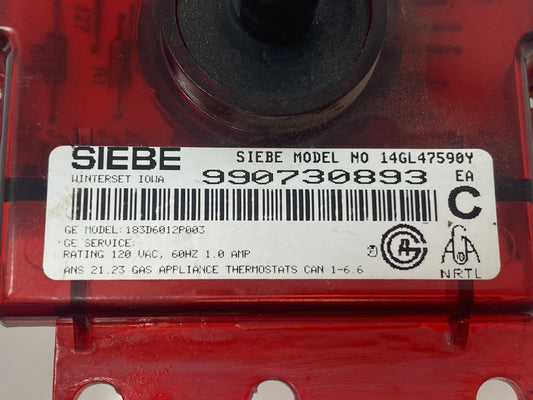 SIEBE
SIEBE MODEL NO 14GL47590Y
WINTERSET IOWA
990730893
EA
C
GE MODEL:183D6012P003
GE SERVICE:
RATING 120 VAC, 60HZ 1.0 AMP
ANS 21.23 GAS APPLIANCE THERMOSTATS CAN 1-6.6
NRTL